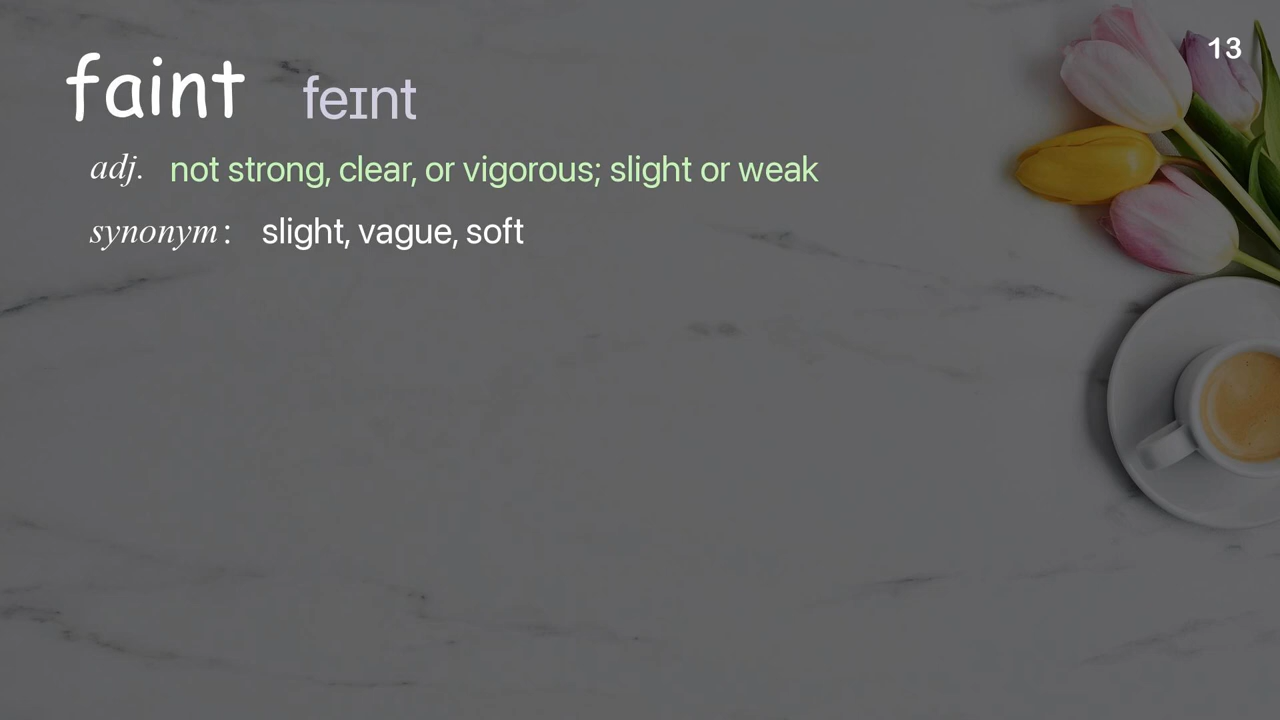 13
faint feɪnt
adj. not strong, clear, or vigorous; slight or weak
synonym: slight, vague, soft